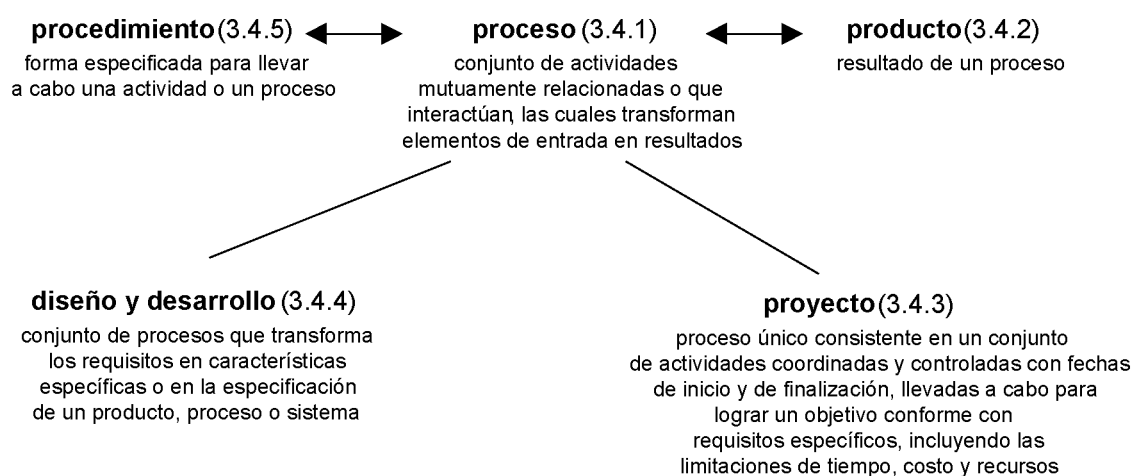 procedimiento (3.4.5)
forma especificada para llevar
a cabo una actividad o un proceso
proceso (3.4.1)
conjunto de actividades
mutuamente relacionadas o que
interactúan, las cuales transforman
elementos de entrada en resultados
producto (3.4.2)
resultado de un proceso
diseño y desarrollo (3.4.4)
conjunto de procesos que transforma
los requisitos en características
específicas o en la especificación
de un producto, proceso o sistema
proyecto (3.4.3)
proceso único consistente en un conjunto
de actividades coordinadas y controladas con fechas
de inicio y de finalización, llevadas a cabo para
lograr un objetivo conforme con
requisitos específicos, incluyendo las
limitaciones de tiempo, costo y recursos